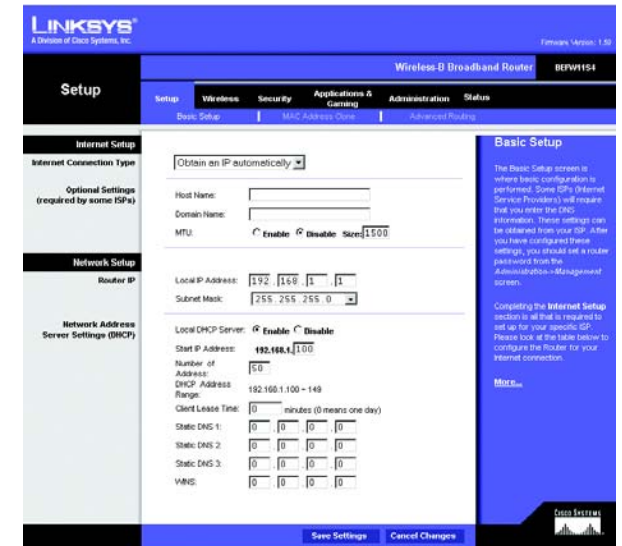 LINKSYS®
A Division of Cisco Systems, Inc.
Firmware Version: 1.50
Wireless-B Broadband Router BEFW11S4
Setup
Setup Wireless Security Applications & Gaming Administration Status
Basic Setup MAC Address Clone Advanced Routing
Internet Setup
Internet Connection Type
Obtain an IP automatically
Optional Settings
(required by some ISPs)
Host Name:
Domain Name:
MTU: Enable Disable Size: 1500
Network Setup
Router IP
Local IP Address: 192 . 168 . 1 . 1
Subnet Mask: 255.255.255.0
Network Address
Server Settings (DHCP)
Local DHCP Server: Enable Disable
Start IP Address: 192.168.1. 100
Number of
Address: 50
DHCP Address
Range: 192.168.1.100 ~ 149
Client Lease Time: 0 minutes (0 means one day)
Static DNS 1: 0 . 0 . 0 . 0
Static DNS 2: 0 . 0 . 0 . 0
Static DNS 3: 0 . 0 . 0 . 0
WINS: 0 . 0 . 0 . 0
Basic Setup
The Basic Setup screen is
where basic configuration is
performed. Some ISPs (Internet
Service Providers) will require
that you enter the DNS
information. These settings can
be obtained from your ISP. After
you have configured these
settings, you should set a router
password from the
Administration->Management
screen.
Completing the Internet Setup
section is all that is required to
set up for your specific ISP.
Please look at the table below to
configure the Router for your
Internet connection.
More...
Save Settings Cancel Changes
CISCO SYSTEMS